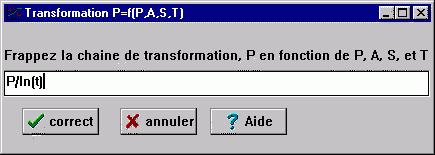 Transformation P=f(P,A,S,T)
Frappez la chaine de transformation, P en fonction de P, A, S, et T
P/ln(t)
correct annuler ? Aide